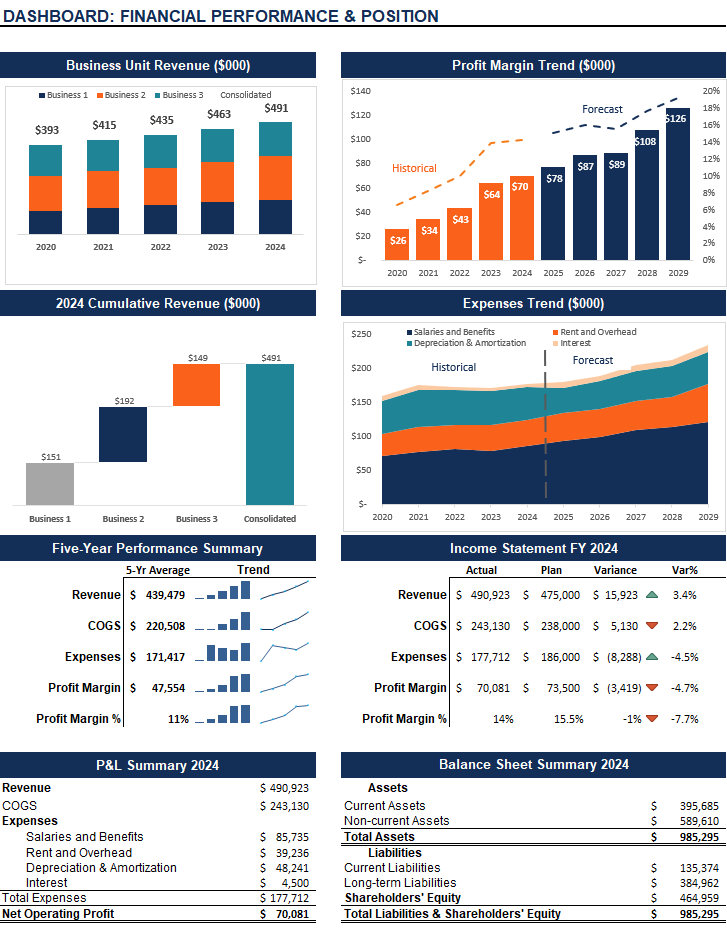 DASHBOARD: FINANCIAL PERFORMANCE & POSITION
Business Unit Revenue ($000)
Business 1 Business 2 Business 3 Consolidated
$393 $415 $435 $463 $491
2020 2021 2022 2023 2024
Profit Margin Trend ($000)
$140 20%
18%
$120 16%
$100 14%
12%
$80 10%
$60 8%
$40 6%
4%
$20 2%
$- 0%
Historical
Forecast
$26 $34 $43 $64 $70 $78 $87 $89 $108 $126
2020 2021 2022 2023 2024 2025 2026 2027 2028 2029
2024 Cumulative Revenue ($000)
$151 $192 $149 $491
Business 1 Business 2 Business 3 Consolidated
Expenses Trend ($000)
Salaries and Benefits Rent and Overhead
Depreciation & Amortization Interest
Historical Forecast
$250
$200
$150
$100
$50
$-
2020 2021 2022 2023 2024 2025 2026 2027 2028 2029
Five-Year Performance Summary
5-Yr Average Trend
Revenue $ 439,479
COGS $ 220,508
Expenses $ 171,417
Profit Margin $ 47,554
Profit Margin % 11%
Income Statement FY 2024
Actual Plan Variance Var%
Revenue $ 490,923 $ 475,000 $ 15,923 3.4%
COGS $ 243,130 $ 238,000 $ 5,130 2.2%
Expenses $ 177,712 $ 186,000 $ (8,288) -4.5%
Profit Margin $ 70,081 $ 73,500 $ (3,419) -4.7%
Profit Margin % 14% 15.5% -1% -7.7%
P&L Summary 2024
Revenue $ 490,923
COGS $ 243,130
Expenses
Salaries and Benefits $ 85,735
Rent and Overhead $ 39,236
Depreciation & Amortization $ 48,241
Interest $ 4,500
Total Expenses $ 177,712
Net Operating Profit $ 70,081
Balance Sheet Summary 2024
Assets
Current Assets $ 395,685
Non-current Assets $ 589,610
Total Assets $ 985,295
Liabilities
Current Liabilities $ 135,374
Long-term Liabilities $ 384,962
Shareholders' Equity $ 464,959
Total Liabilities & Shareholders' Equity $ 985,295